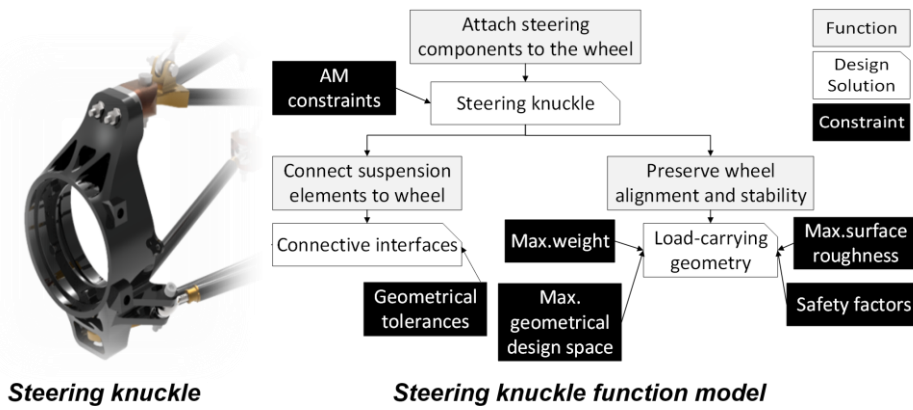 Attach steering
components to the wheel
Function
Design
Solution
Constraint
AM
constraints
Steering knuckle
Connect suspension
elements to wheel
Preserve wheel
alignment and stability
Connective interfaces
Max.weight
Load-carrying
geometry
Max.surface
roughness
Geometrical
tolerances
Max.
geometrical
design space
Safety factors
Steering knuckle
Steering knuckle function model